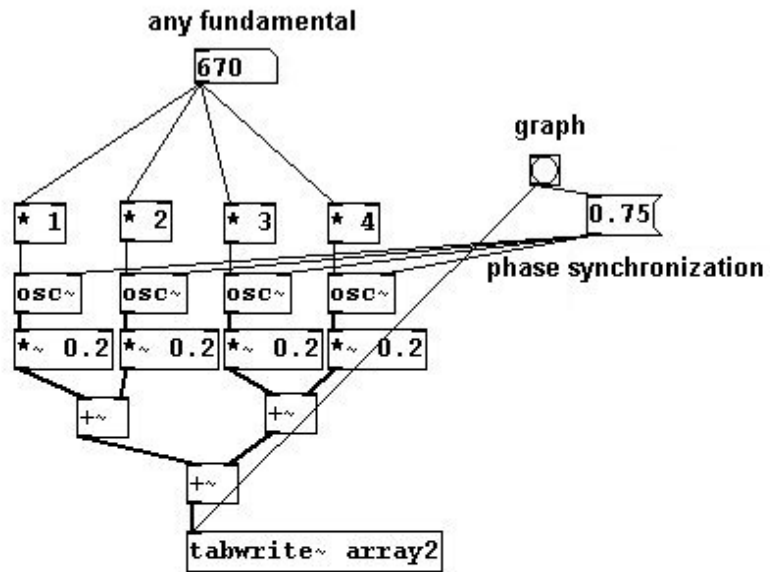 any fundamental
670
graph
* 1 * 2 * 3 * 4 0.75
phase synchronization
osc~ osc~ osc~ osc~
*~ 0.2 *~ 0.2 *~ 0.2 *~ 0.2
+~ +~
+~
tabwrite~ array2